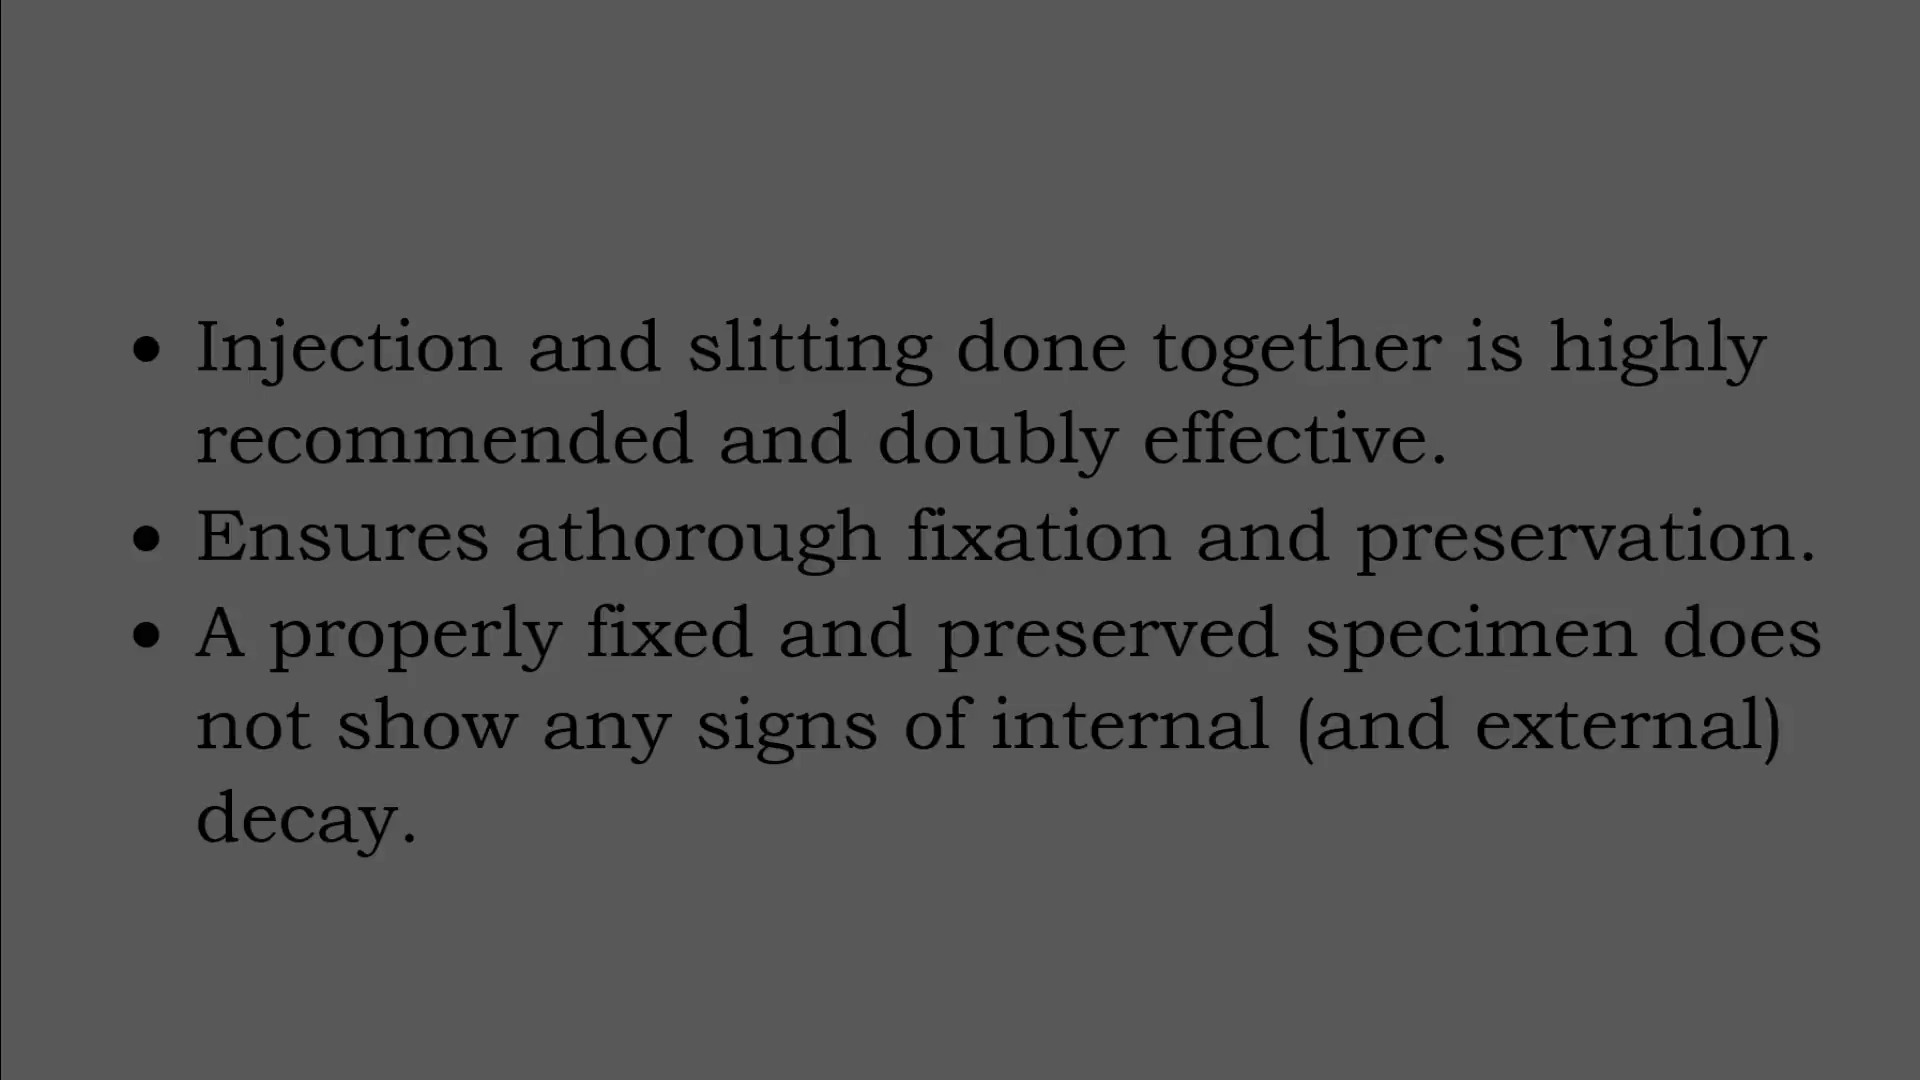 • Injection and slitting done together is highly
recommended and doubly effective.
• Ensures athorough fixation and preservation.
• A properly fixed and preserved specimen does
not show any signs of internal (and external)
decay.